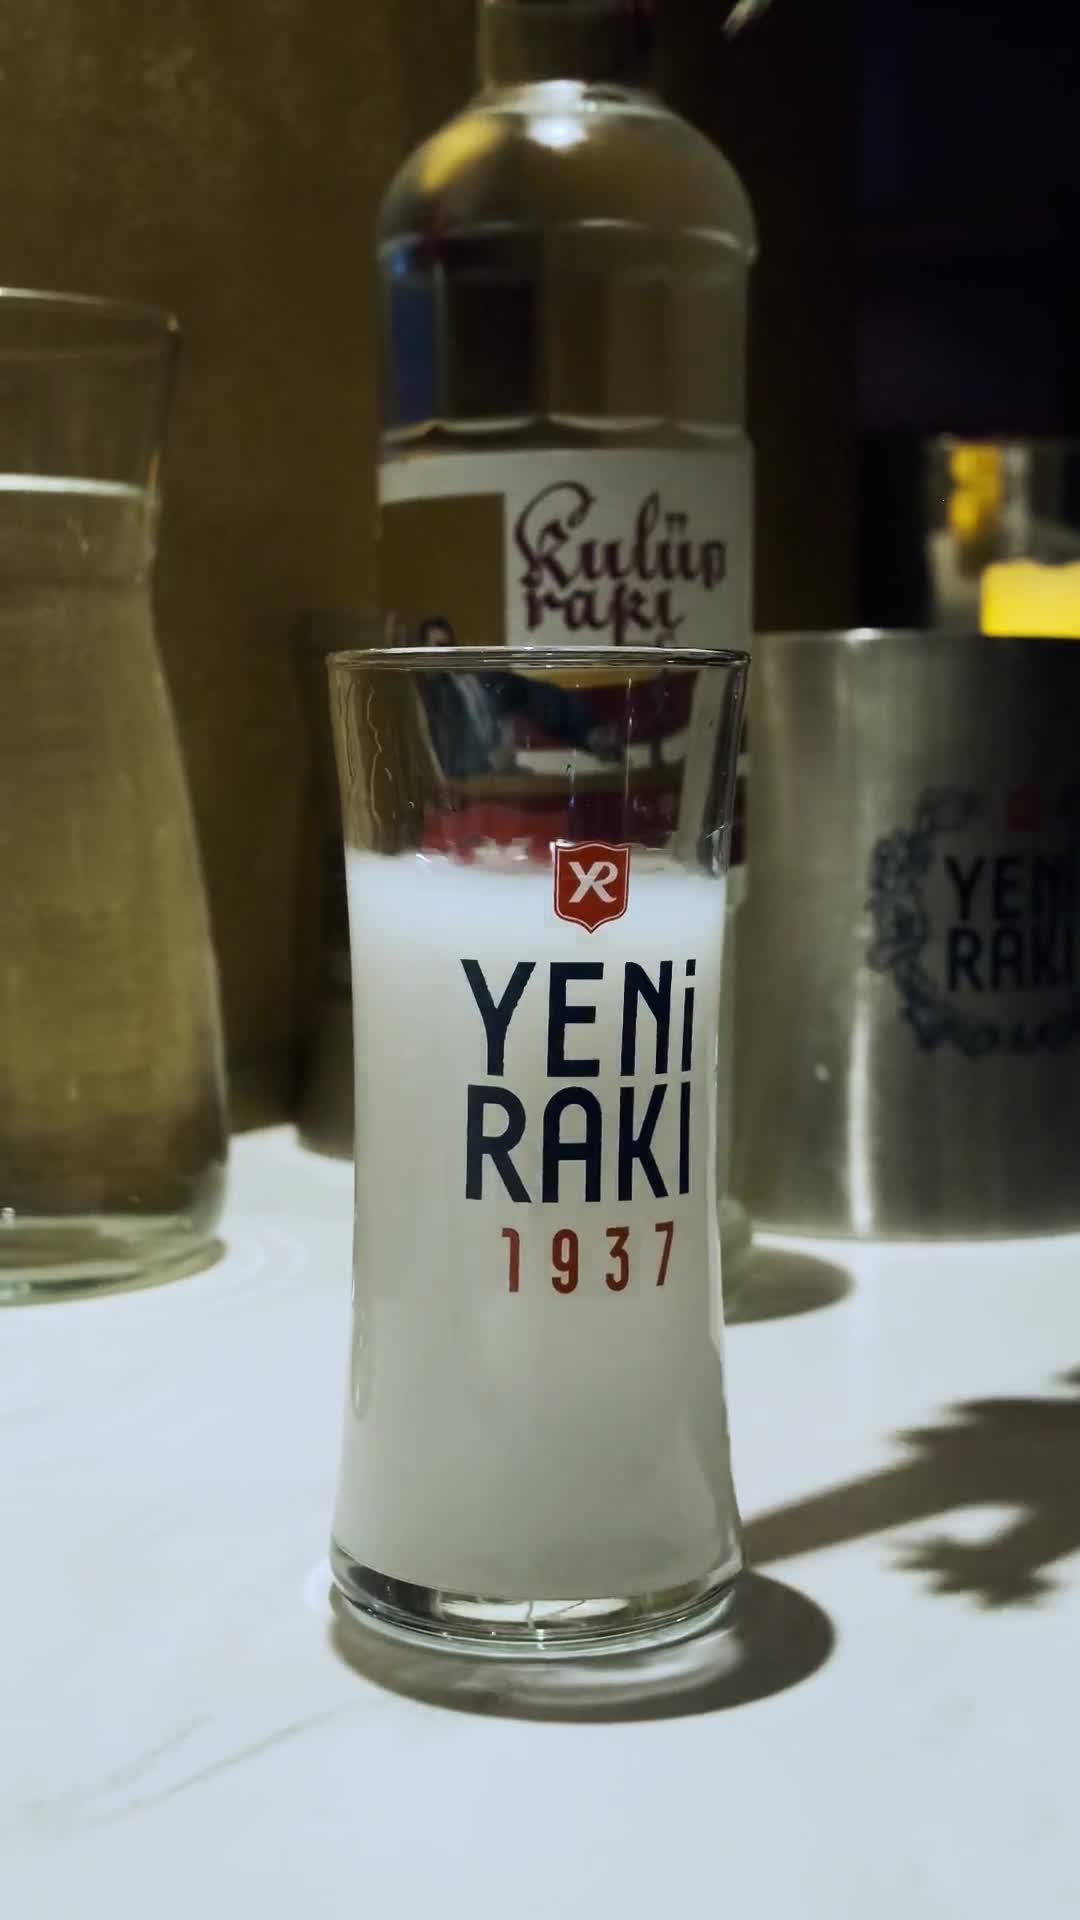 Kulüp
rakı
YR
YENi
RAKI
1937
YENi
RAKI